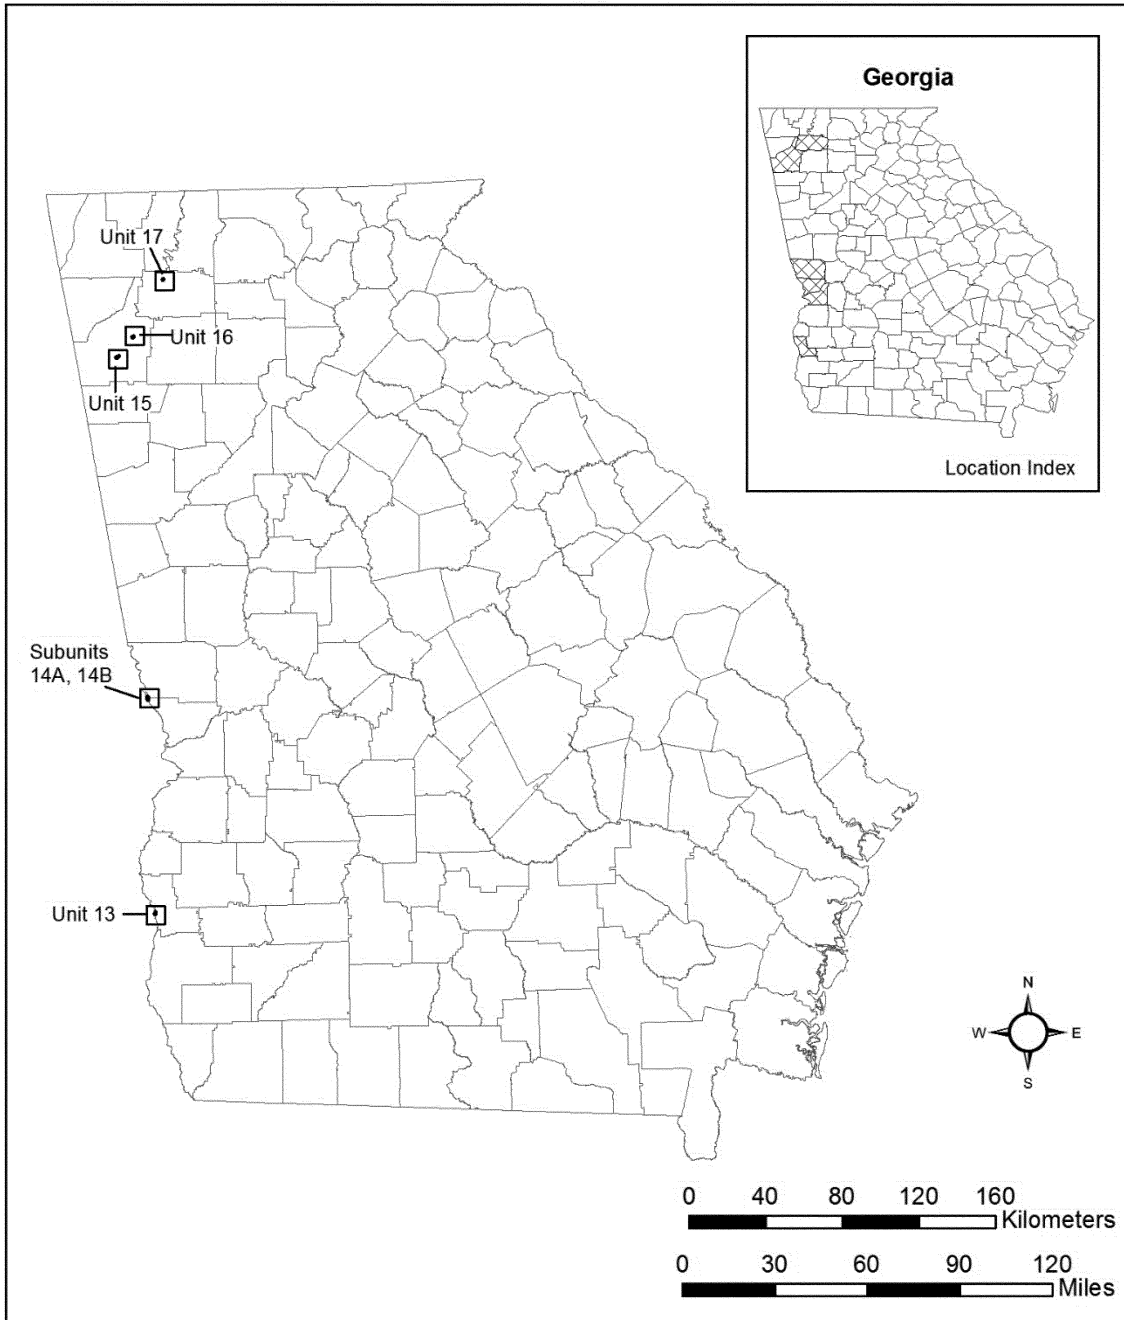 Georgia
Location Index
Unit 17
Unit 16
Unit 15
Subunits
14A, 14B
Unit 13
N
W E
S
0 40 80 120 160
Kilometers
0 30 60 90 120
Miles